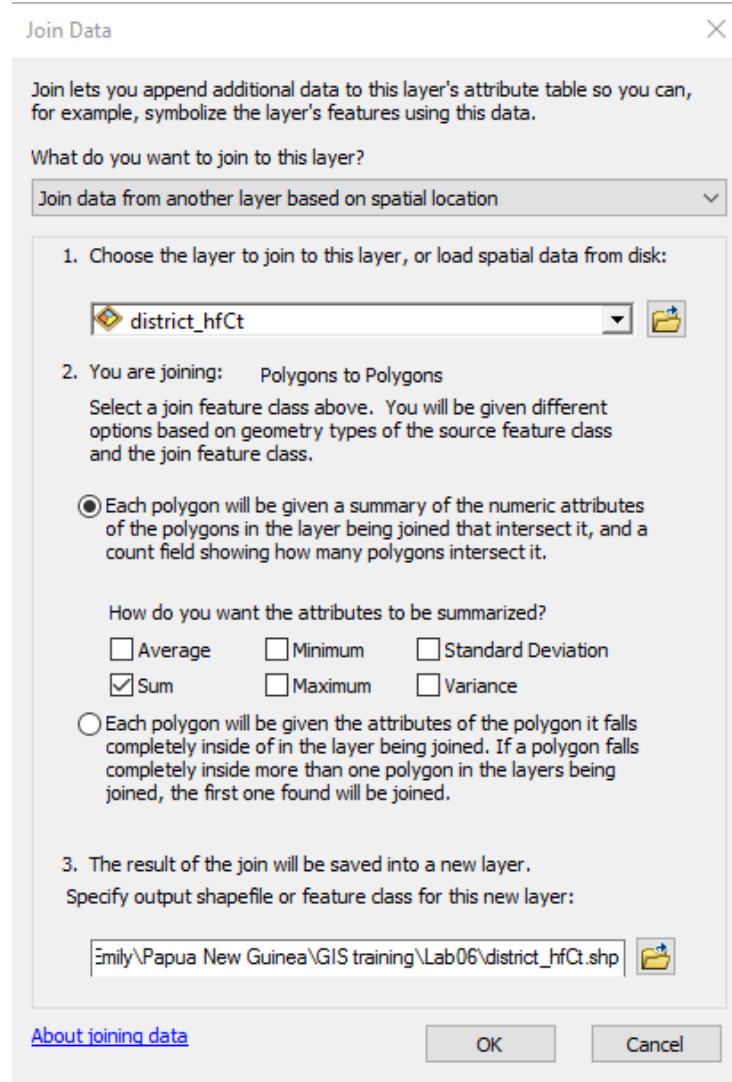 Join Data
Join lets you append additional data to this layer's attribute table so you can,
for example, symbolize the layer's features using this data.
What do you want to join to this layer?
Join data from another layer based on spatial location
1. Choose the layer to join to this layer, or load spatial data from disk:
district_hfCt
2. You are joining: Polygons to Polygons
Select a join feature class above. You will be given different
options based on geometry types of the source feature class
and the join feature class.
Each polygon will be given a summary of the numeric attributes
of the polygons in the layer being joined that intersect it, and a
count field showing how many polygons intersect it.
How do you want the attributes to be summarized?
Average Minimum Standard Deviation
Sum Maximum Variance
Each polygon will be given the attributes of the polygon it falls
completely inside of in the layer being joined. If a polygon falls
completely inside more than one polygon in the layers being
joined, the first one found will be joined.
3. The result of the join will be saved into a new layer.
Specify output shapefile or feature class for this new layer:
Emily\Papua New Guinea\GIS training\Lab06\district_hfCt.shp
About joining data OK Cancel